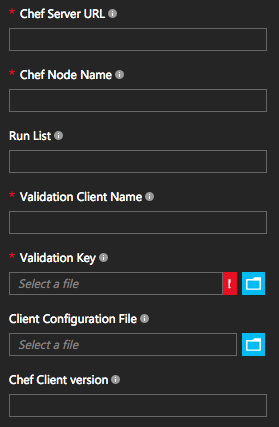 * Chef Server URL
* Chef Node Name
Run List
* Validation Client Name
* Validation Key
Select a file
!
Client Configuration File
Select a file
Chef Client version